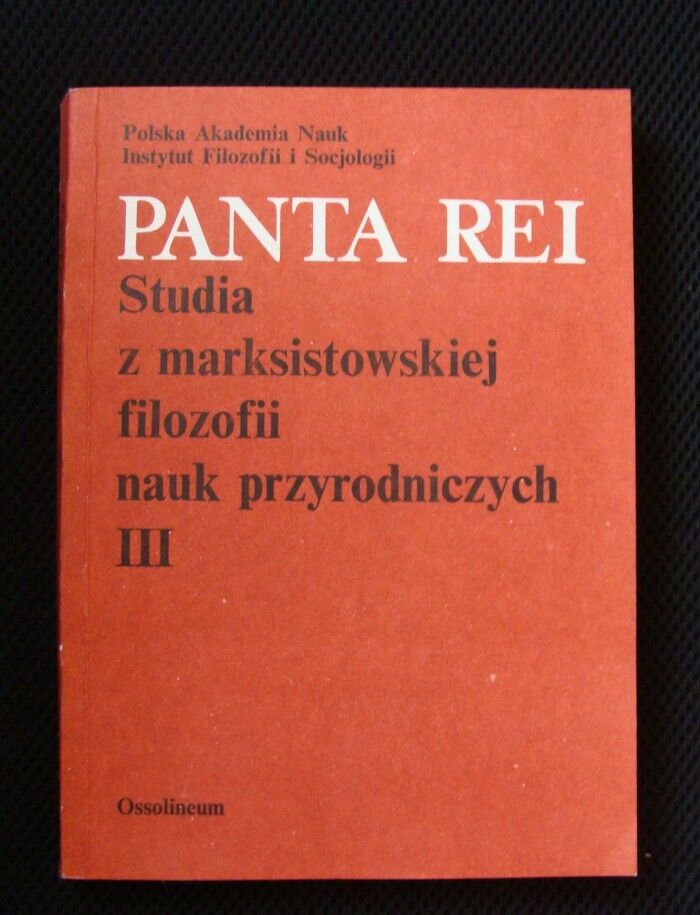 Polska Akademia Nauk
Instytut Filozofii i Socjologii
PANTA REI
Studia
z marksistowskiej
filozofii
nauk przyrodniczych
III
Ossolineum